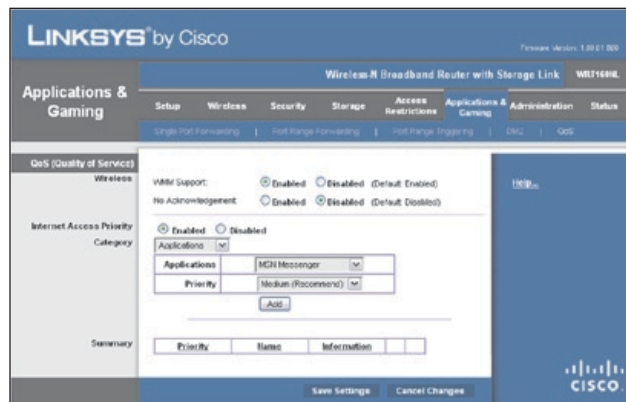 LINKSYS® by Cisco
Firmware Version: 1.00.01 B00
Applications & Gaming
Wireless-N Broadband Router with Storage Link WRT160NL
Setup Wireless Security Storage Access Restrictions Applications & Gaming Administration Status
Single Port Forwarding | Port Range Forwarding | Port Range Triggering | DMZ | QoS
QoS (Quality of Service)
Wireless
WMM Support: Enabled Disabled (Default: Enabled)
No Acknowledgement: Enabled Disabled (Default: Disabled)
Internet Access Priority
Enabled Disabled
Category
Applications
Applications MSN Messenger
Priority Medium (Recommend)
Add
Summary
Priority Name Information
Help...
Save Settings Cancel Changes
CISCO